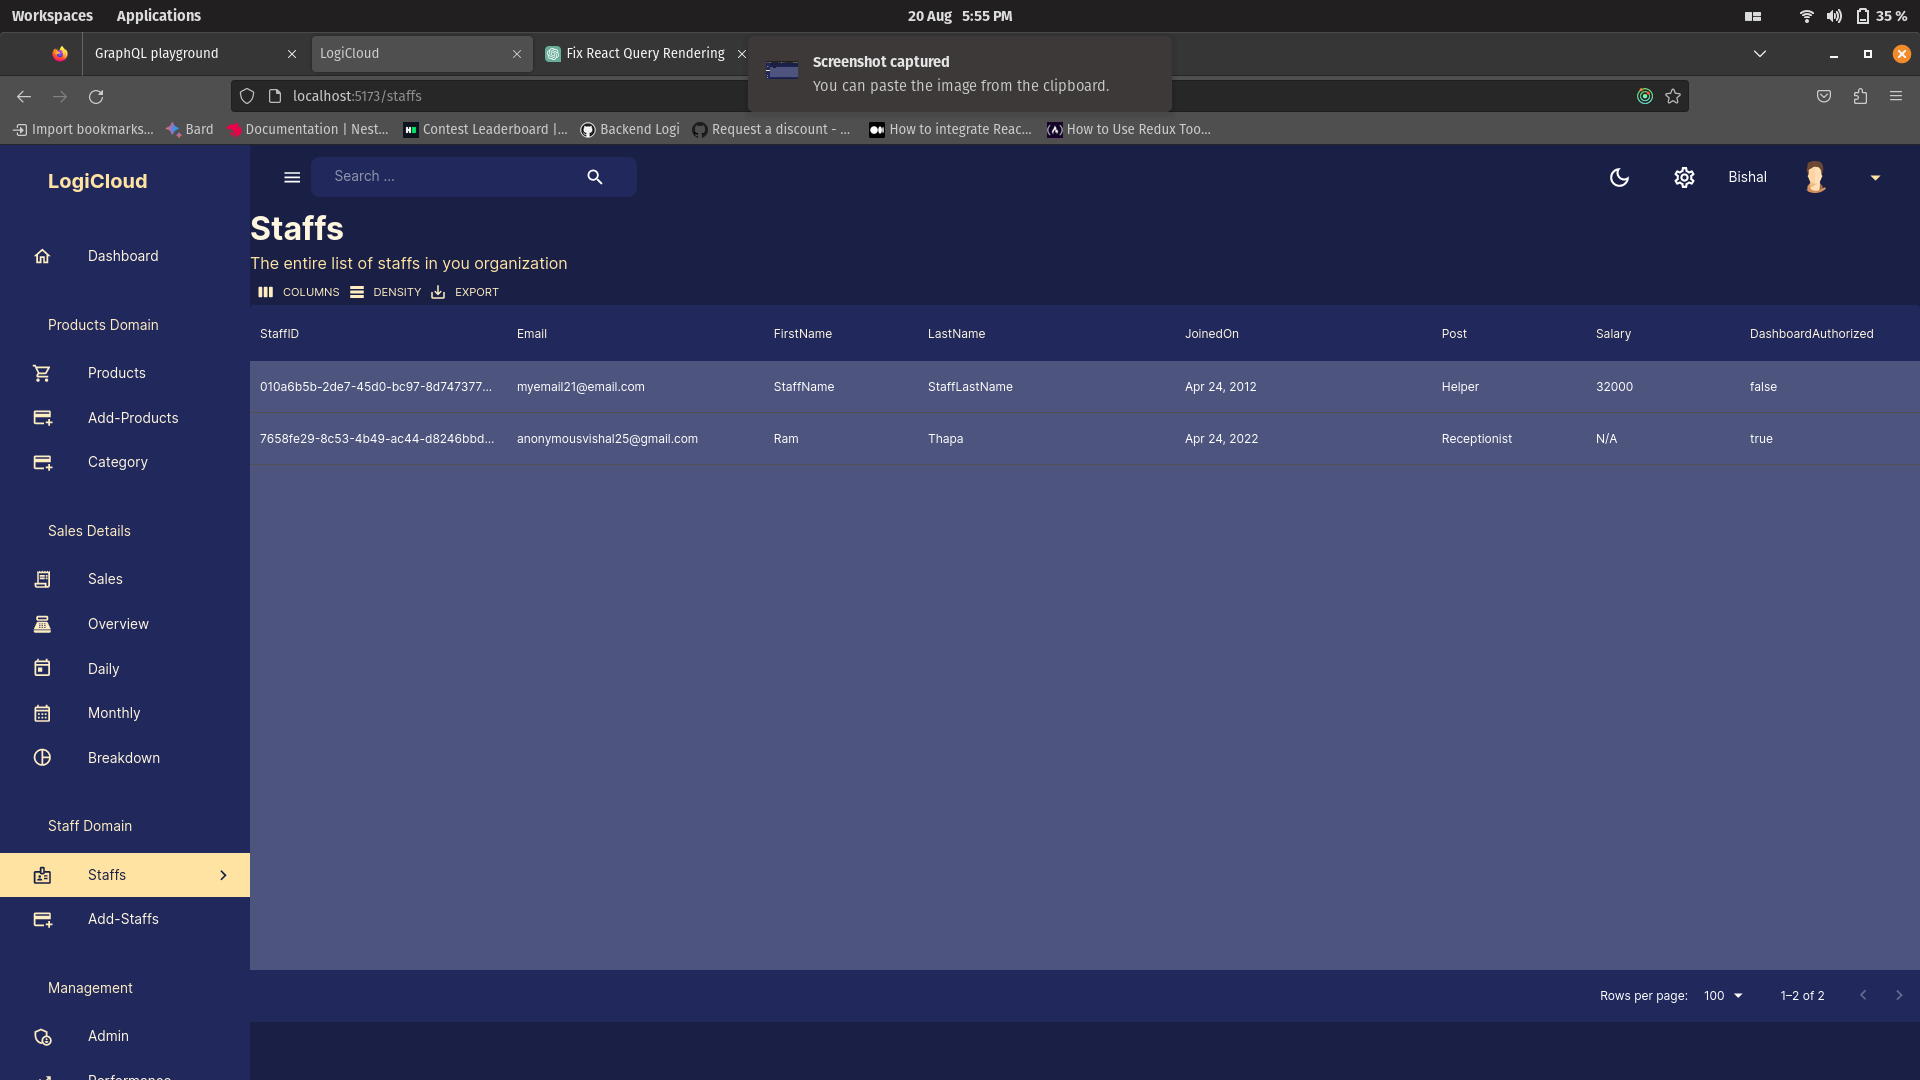 Workspaces Applications 20 Aug 5:55 PM 35 %
GraphQL playground LogiCloud Fix React Query Rendering
Screenshot captured
You can paste the image from the clipboard.
localhost:5173/staffs
Import bookmarks... Bard Documentation | Nest... Contest Leaderboard |... Backend Logi Request a discount - ... How to integrate Reac... How to Use Redux Too...
LogiCloud
Search ...
Bishal
Staffs
The entire list of staffs in you organization
COLUMNS DENSITY EXPORT
StaffID Email FirstName LastName JoinedOn Post Salary DashboardAuthorized
010a6b5b-2de7-45d0-bc97-8d747377... myemail21@email.com StaffName StaffLastName Apr 24, 2012 Helper 32000 false
7658fe29-8c53-4b49-ac44-d8246bbd... anonymousvishal25@gmail.com Ram Thapa Apr 24, 2022 Receptionist N/A true
Rows per page: 100 1–2 of 2
Dashboard
Products Domain
Products
Add-Products
Category
Sales Details
Sales
Overview
Daily
Monthly
Breakdown
Staff Domain
Staffs
Add-Staffs
Management
Admin
Performance